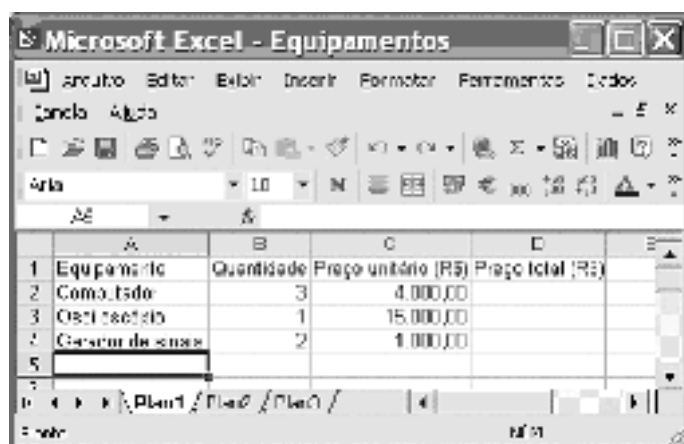 Microsoft Excel - Equipamentos
Arquivo Editar Exibir Inserir Formatar Ferramentas Dados
Janela Ajuda
Arial 10 N
A5
A B C D E
1 Equipamento Quantidade Preço unitário (R$) Preço total (R$)
2 Computador 3 4.000,00
3 Osciloscópio 1 15.000,00
4 Gerador de sinais 2 1.000,00
5
Plan1 Plan2 Plan3
Pronto NÚM